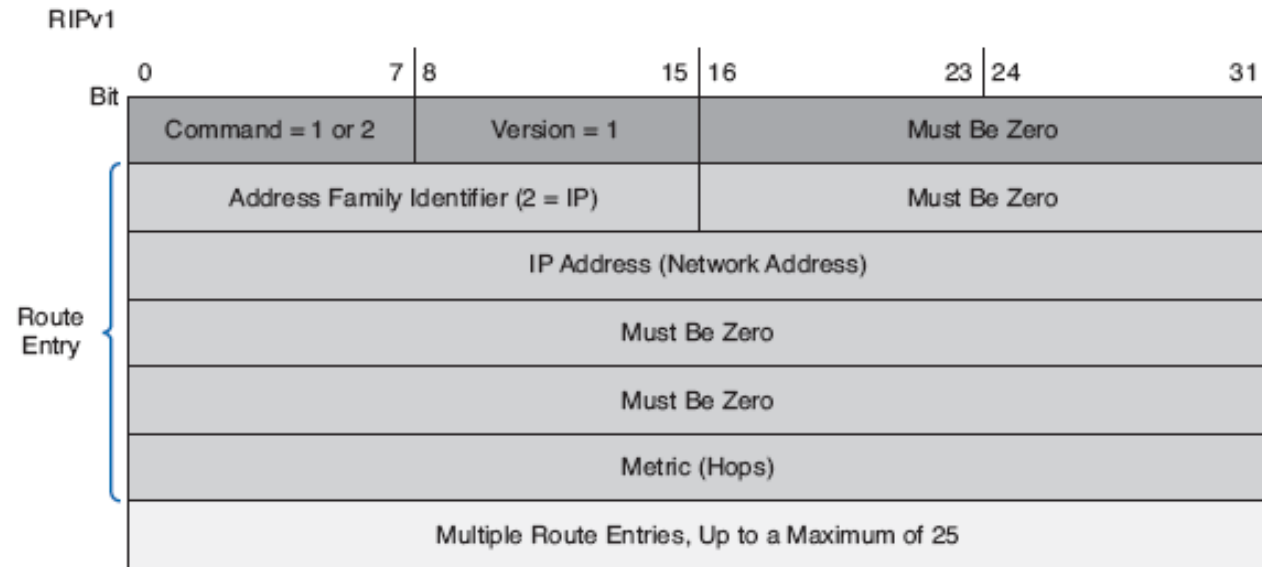 RIPv1
0 7 8 15 16 23 24 31
Bit
Command = 1 or 2 Version = 1 Must Be Zero
Address Family Identifier (2 = IP) Must Be Zero
IP Address (Network Address)
Route
Entry
Must Be Zero
Must Be Zero
Metric (Hops)
Multiple Route Entries, Up to a Maximum of 25